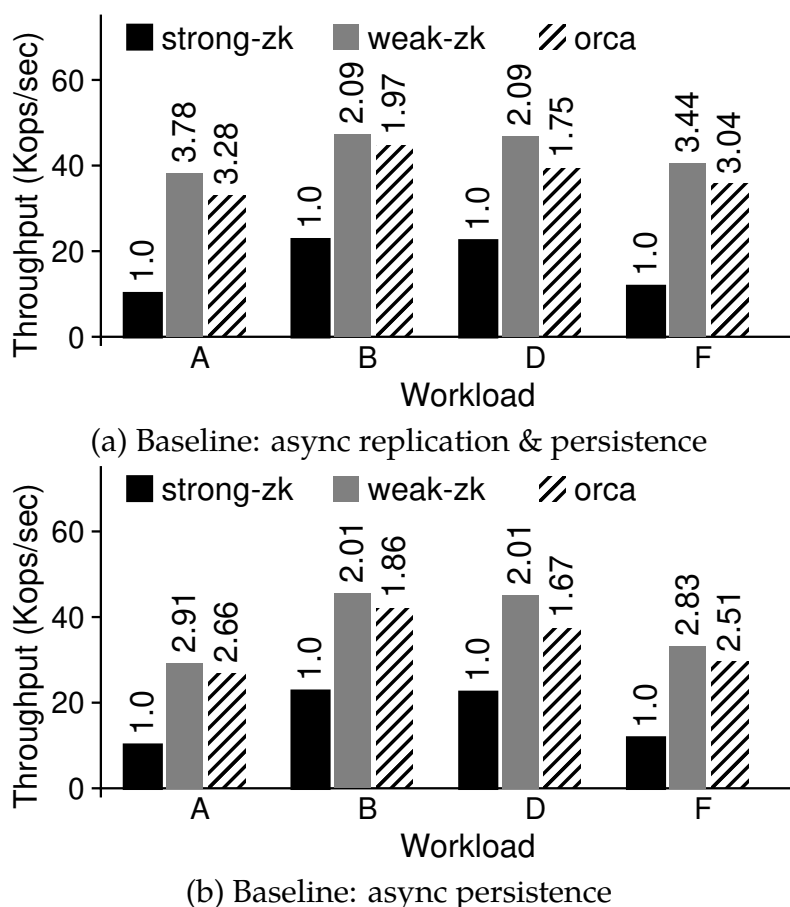 strong-zk weak-zk orca
Throughput (Kops/sec)
60
40
20
0
1.0 3.78 3.28
1.0 2.09 1.97
1.0 2.09 1.75
1.0 3.44 3.04
A B D F
Workload
(a) Baseline: async replication & persistence
strong-zk weak-zk orca
Throughput (Kops/sec)
60
40
20
0
1.0 2.91 2.66
1.0 2.01 1.86
1.0 2.01 1.67
1.0 2.83 2.51
A B D F
Workload
(b) Baseline: async persistence